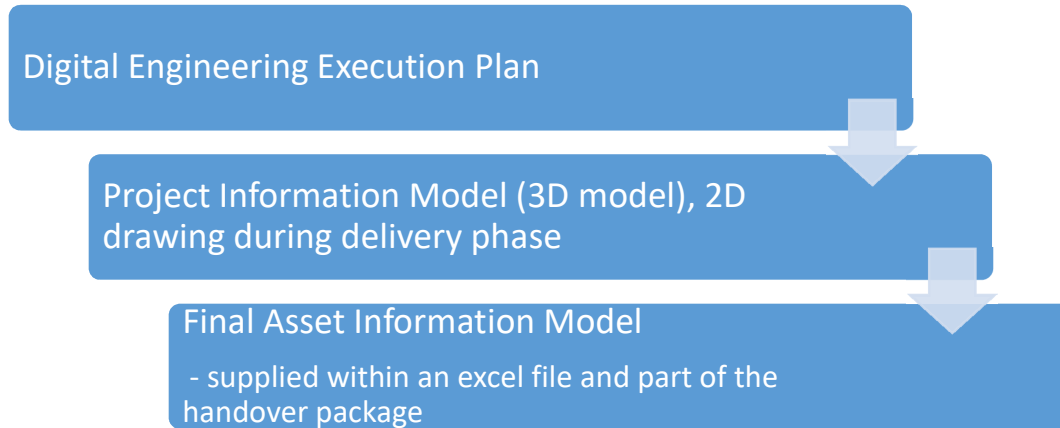 Digital Engineering Execution Plan
Project Information Model (3D model), 2D
drawing during delivery phase
Final Asset Information Model
- supplied within an excel file and part of the
handover package